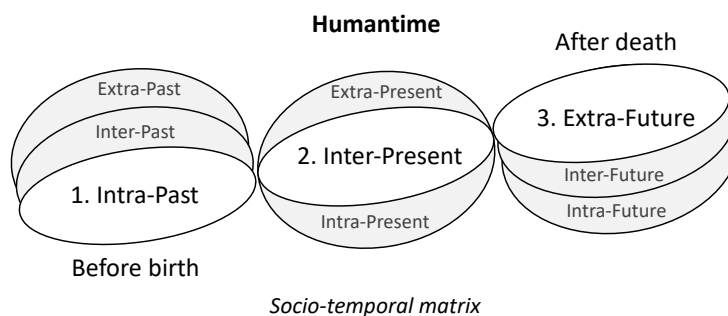 Humantime
After death
Extra-Past
Inter-Past
1. Intra-Past
Before birth
Extra-Present
2. Inter-Present
Intra-Present
3. Extra-Future
Inter-Future
Intra-Future
Socio-temporal matrix